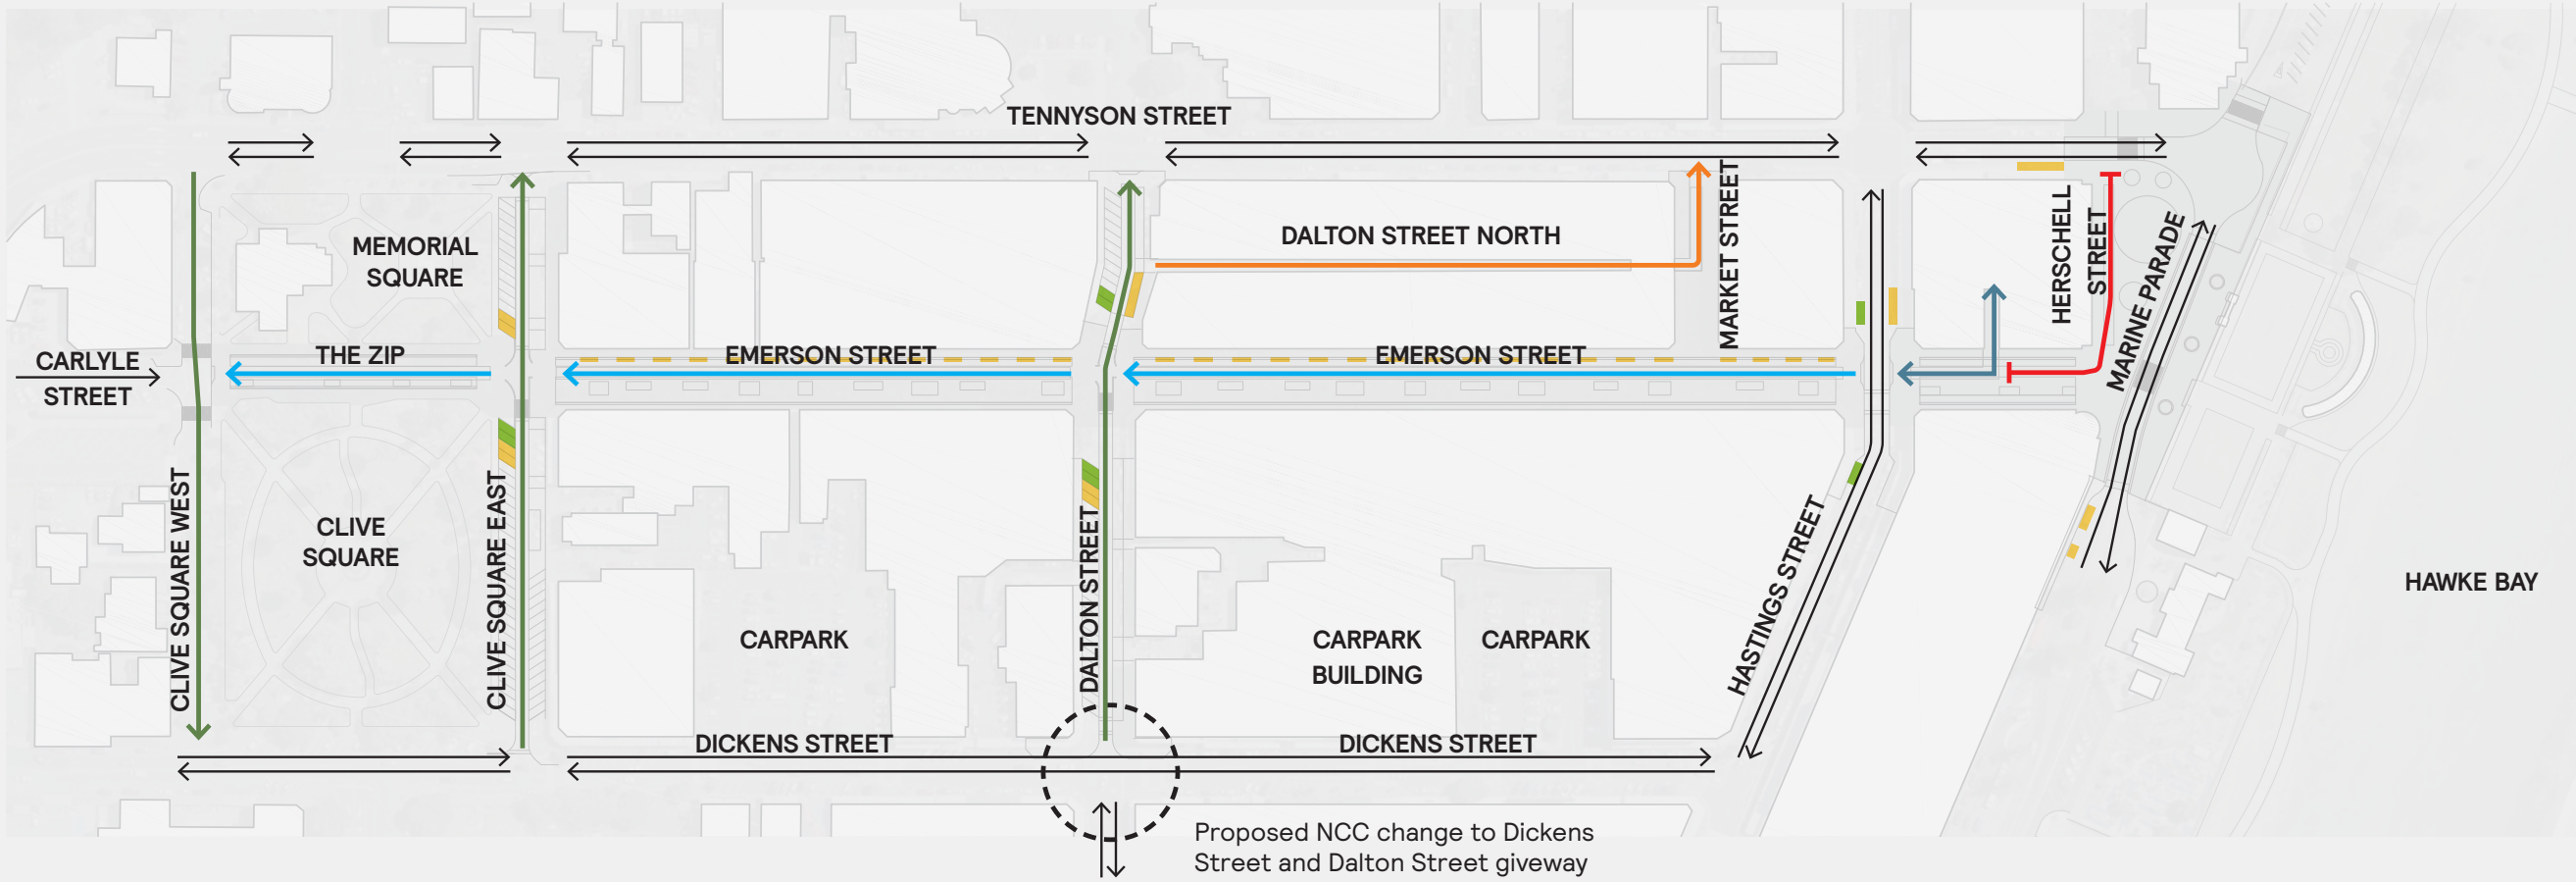 TENNYSON STREET
MEMORIAL
SQUARE
DALTON STREET NORTH
MARKET STREET
HERSCHELL
STREET
MARINE PARADE
CARLYLE
STREET
THE ZIP
EMERSON STREET
EMERSON STREET
CLIVE SQUARE WEST
CLIVE
SQUARE
CLIVE SQUARE EAST
DALTON STREET
HASTINGS STREET
HAWKE BAY
CARPARK
CARPARK
BUILDING
CARPARK
DICKENS STREET
DICKENS STREET
Proposed NCC change to Dickens
Street and Dalton Street giveway